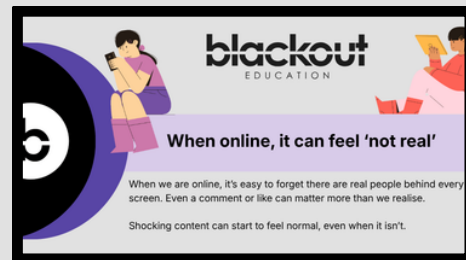 blackout
EDUCATION
b
When online, it can feel ‘not real’
When we are online, it’s easy to forget there are real people behind every
screen. Even a comment or like can matter more than we realise.
Shocking content can start to feel normal, even when it isn’t.